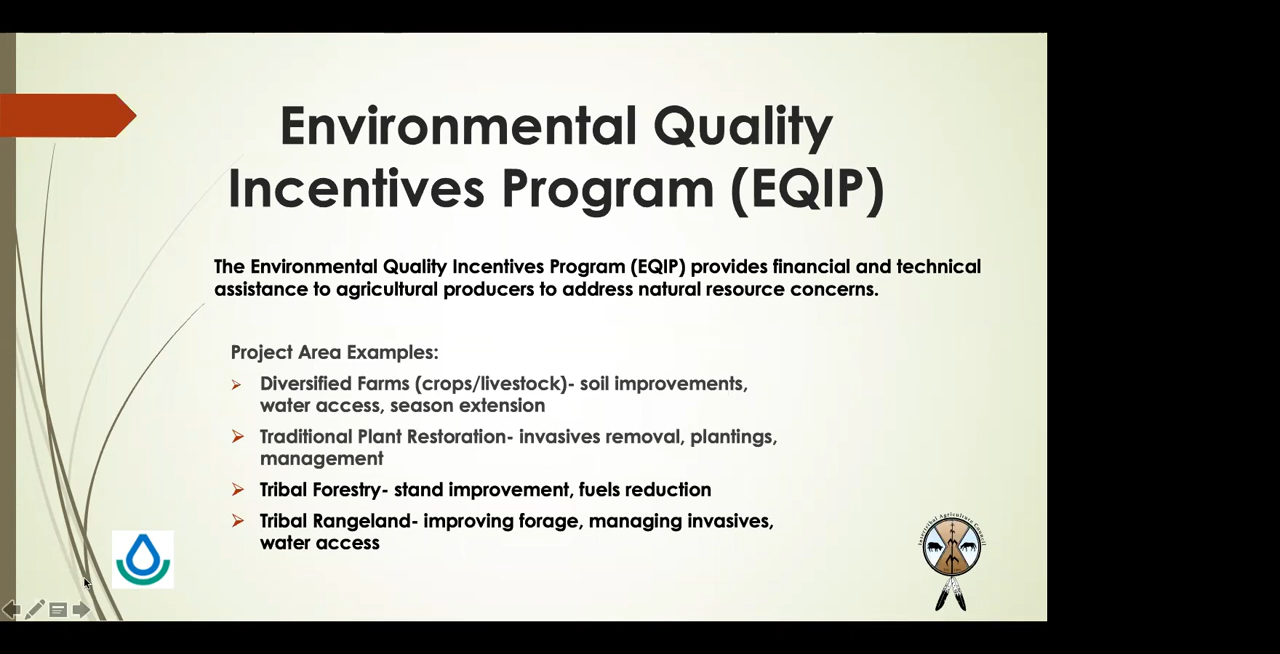 Environmental Quality
Incentives Program (EQIP)
The Environmental Quality Incentives Program (EQIP) provides financial and technical
assistance to agricultural producers to address natural resource concerns.
Project Area Examples:
Diversified Farms (crops/livestock)- soil improvements,
water access, season extension
Traditional Plant Restoration- invasives removal, plantings,
management
Tribal Forestry- stand improvement, fuels reduction
Tribal Rangeland- improving forage, managing invasives,
water access
Intertribal Agriculture Council